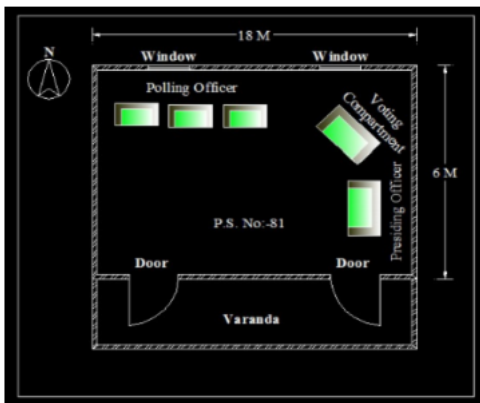 18 M
N
Window
Window
Polling Officer
Voting
Compartment
6 M
Presiding Officer
P.S. No:-81
Door
Door
Varanda